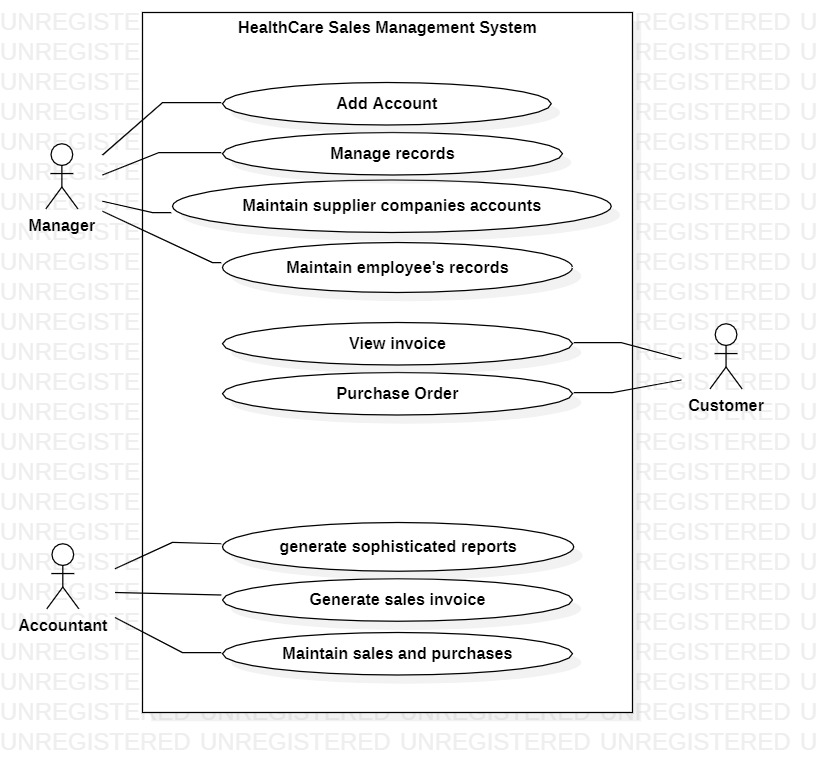 HealthCare Sales Management System
Add Account
Manage records
Maintain supplier companies accounts
Manager
Maintain employee's records
View invoice
Purchase Order
Customer
generate sophisticated reports
Generate sales invoice
Accountant
Maintain sales and purchases
UNREGISTERED UNREGISTERED UNREGISTERED UNREGISTERED U